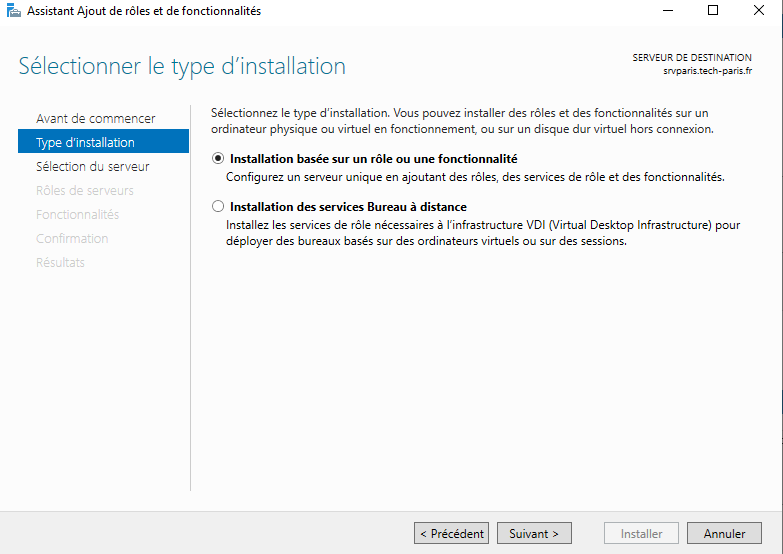 Assistant Ajout de rôles et de fonctionnalités
Sélectionner le type d’installation
SERVEUR DE DESTINATION
srvparis.tech-paris.fr
Avant de commencer
Type d’installation
Sélection du serveur
Rôles de serveurs
Fonctionnalités
Confirmation
Résultats
Sélectionnez le type d’installation. Vous pouvez installer des rôles et des fonctionnalités sur un
ordinateur physique ou virtuel en fonctionnement, ou sur un disque dur virtuel hors connexion.
Installation basée sur un rôle ou une fonctionnalité
Configurez un serveur unique en ajoutant des rôles, des services de rôle et des fonctionnalités.
Installation des services Bureau à distance
Installez les services de rôle nécessaires à l’infrastructure VDI (Virtual Desktop Infrastructure) pour
déployer des bureaux basés sur des ordinateurs virtuels ou sur des sessions.
< Précédent
Suivant >
Installer
Annuler